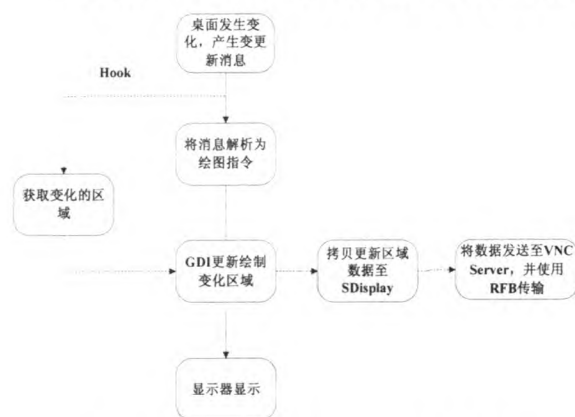 桌面发生变
化，产生变更
新消息
Hook
将消息解析为
绘图指令
获取变化的区
域
GDI更新绘制
变化区域
拷贝更新区域
数据至
SDisplay
将数据发送至VNC
Server，并使用
RFB传输
显示器显示